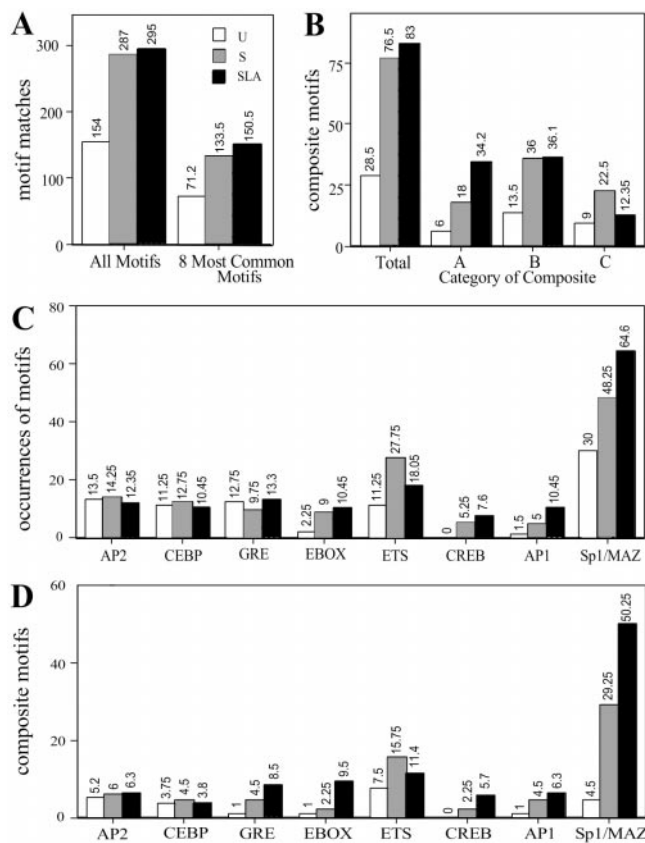 A
motif matches
300
200
100
0
154
287
295
71.2
133.5
150.5
U
S
SLA
All Motifs
8 Most Common
Motifs
B
composite motifs
75
50
25
0
28.5
76.5
83
6
18
34.2
13.5
36
36.1
9
22.5
12.35
Total
A
B
C
Category of Composite
C
occurrences of motifs
80
60
40
20
0
13.5
14.25
12.35
11.25
12.75
10.45
12.75
9.75
13.3
2.25
9
10.45
11.25
27.75
18.05
0
5.25
7.6
1.5
5
10.45
30
48.25
64.6
AP2
CEBP
GRE
EBOX
ETS
CREB
AP1
Sp1/MAZ
D
composite motifs
60
40
20
0
5.2
6
6.3
3.75
4.5
3.8
1
4.5
8.5
1
2.25
9.5
7.5
15.75
11.4
0
2.25
5.7
1
4.5
6.3
4.5
29.25
50.25
AP2
CEBP
GRE
EBOX
ETS
CREB
AP1
Sp1/MAZ